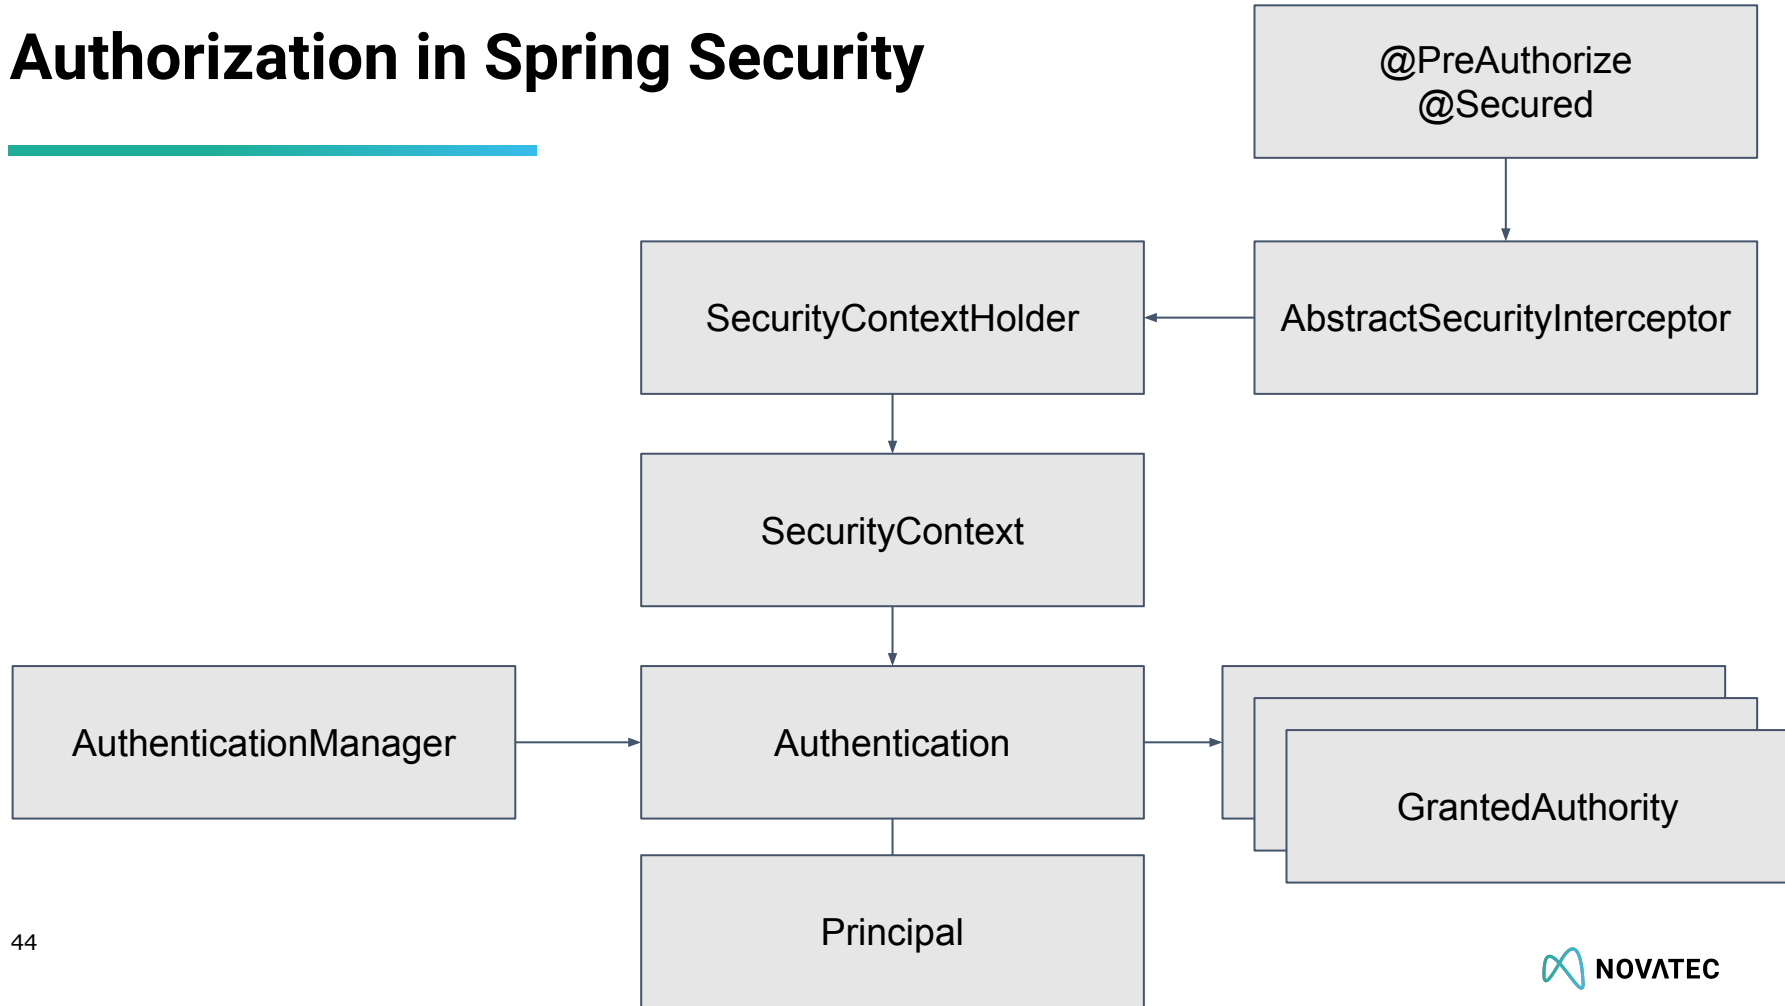 Authorization in Spring Security
@PreAuthorize
@Secured
SecurityContextHolder
AbstractSecurityInterceptor
SecurityContext
AuthenticationManager
Authentication
GrantedAuthority
Principal
44
NOVATEC